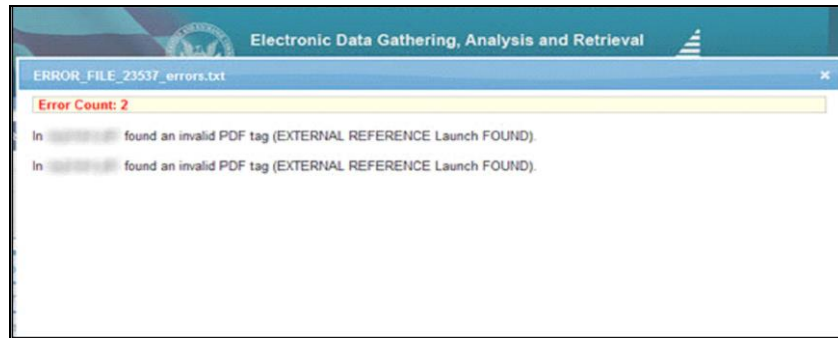 Electronic Data Gathering, Analysis and Retrieval
ERROR_FILE_23537_errors.txt
Error Count: 2
In found an invalid PDF tag (EXTERNAL REFERENCE Launch FOUND).
In found an invalid PDF tag (EXTERNAL REFERENCE Launch FOUND).